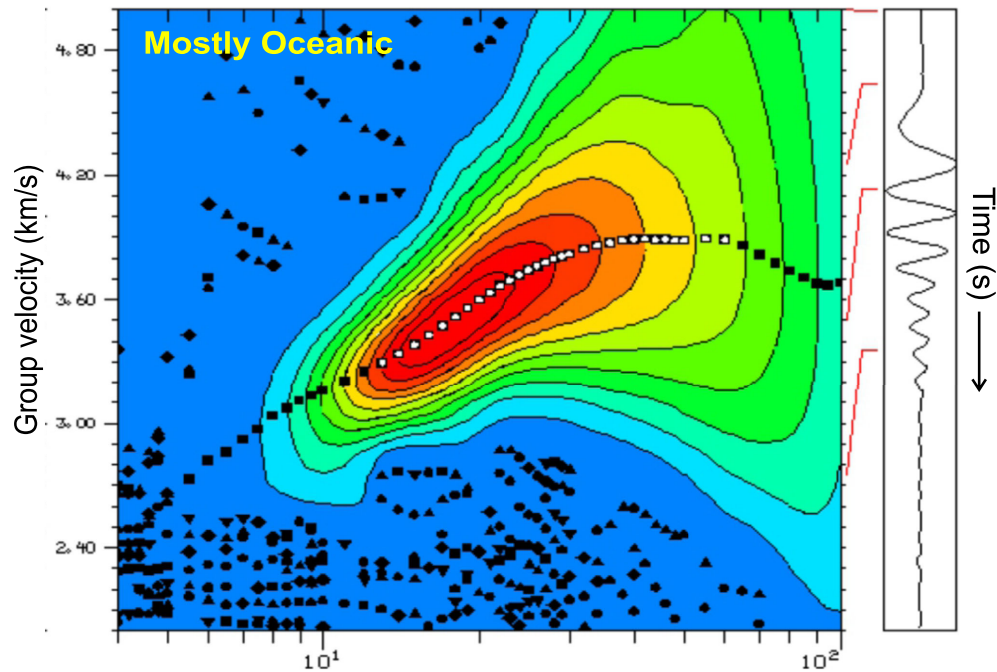 Mostly Oceanic
Group velocity (km/s)
4.80
4.20
3.60
3.00
2.40
10¹
10²
Time (s)